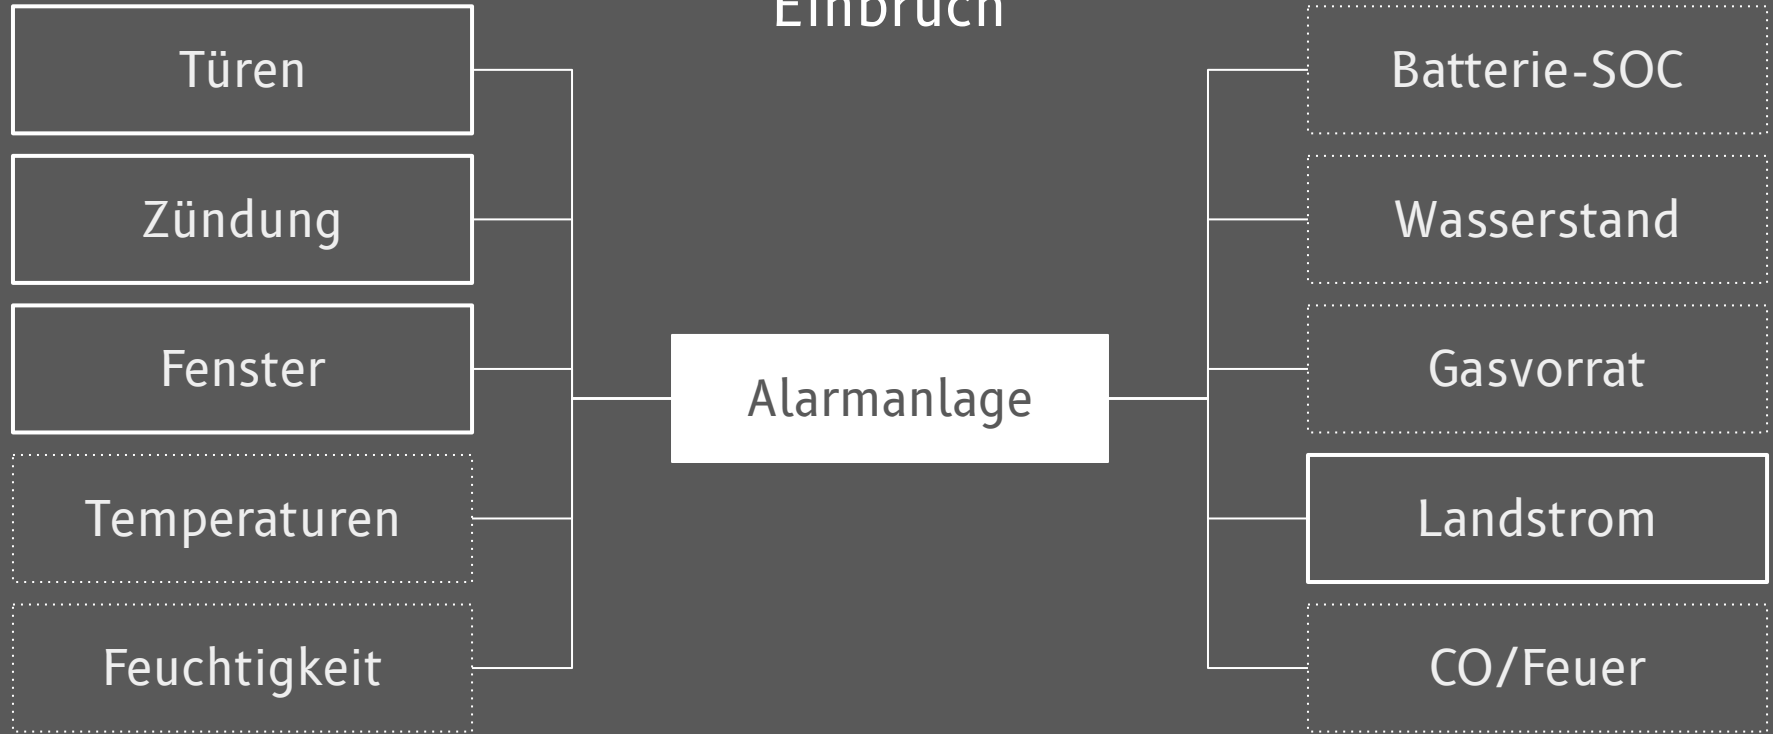 Einbruch
Türen
Zündung
Fenster
Temperaturen
Feuchtigkeit
Alarmanlage
Batterie-SOC
Wasserstand
Gasvorrat
Landstrom
CO/Feuer